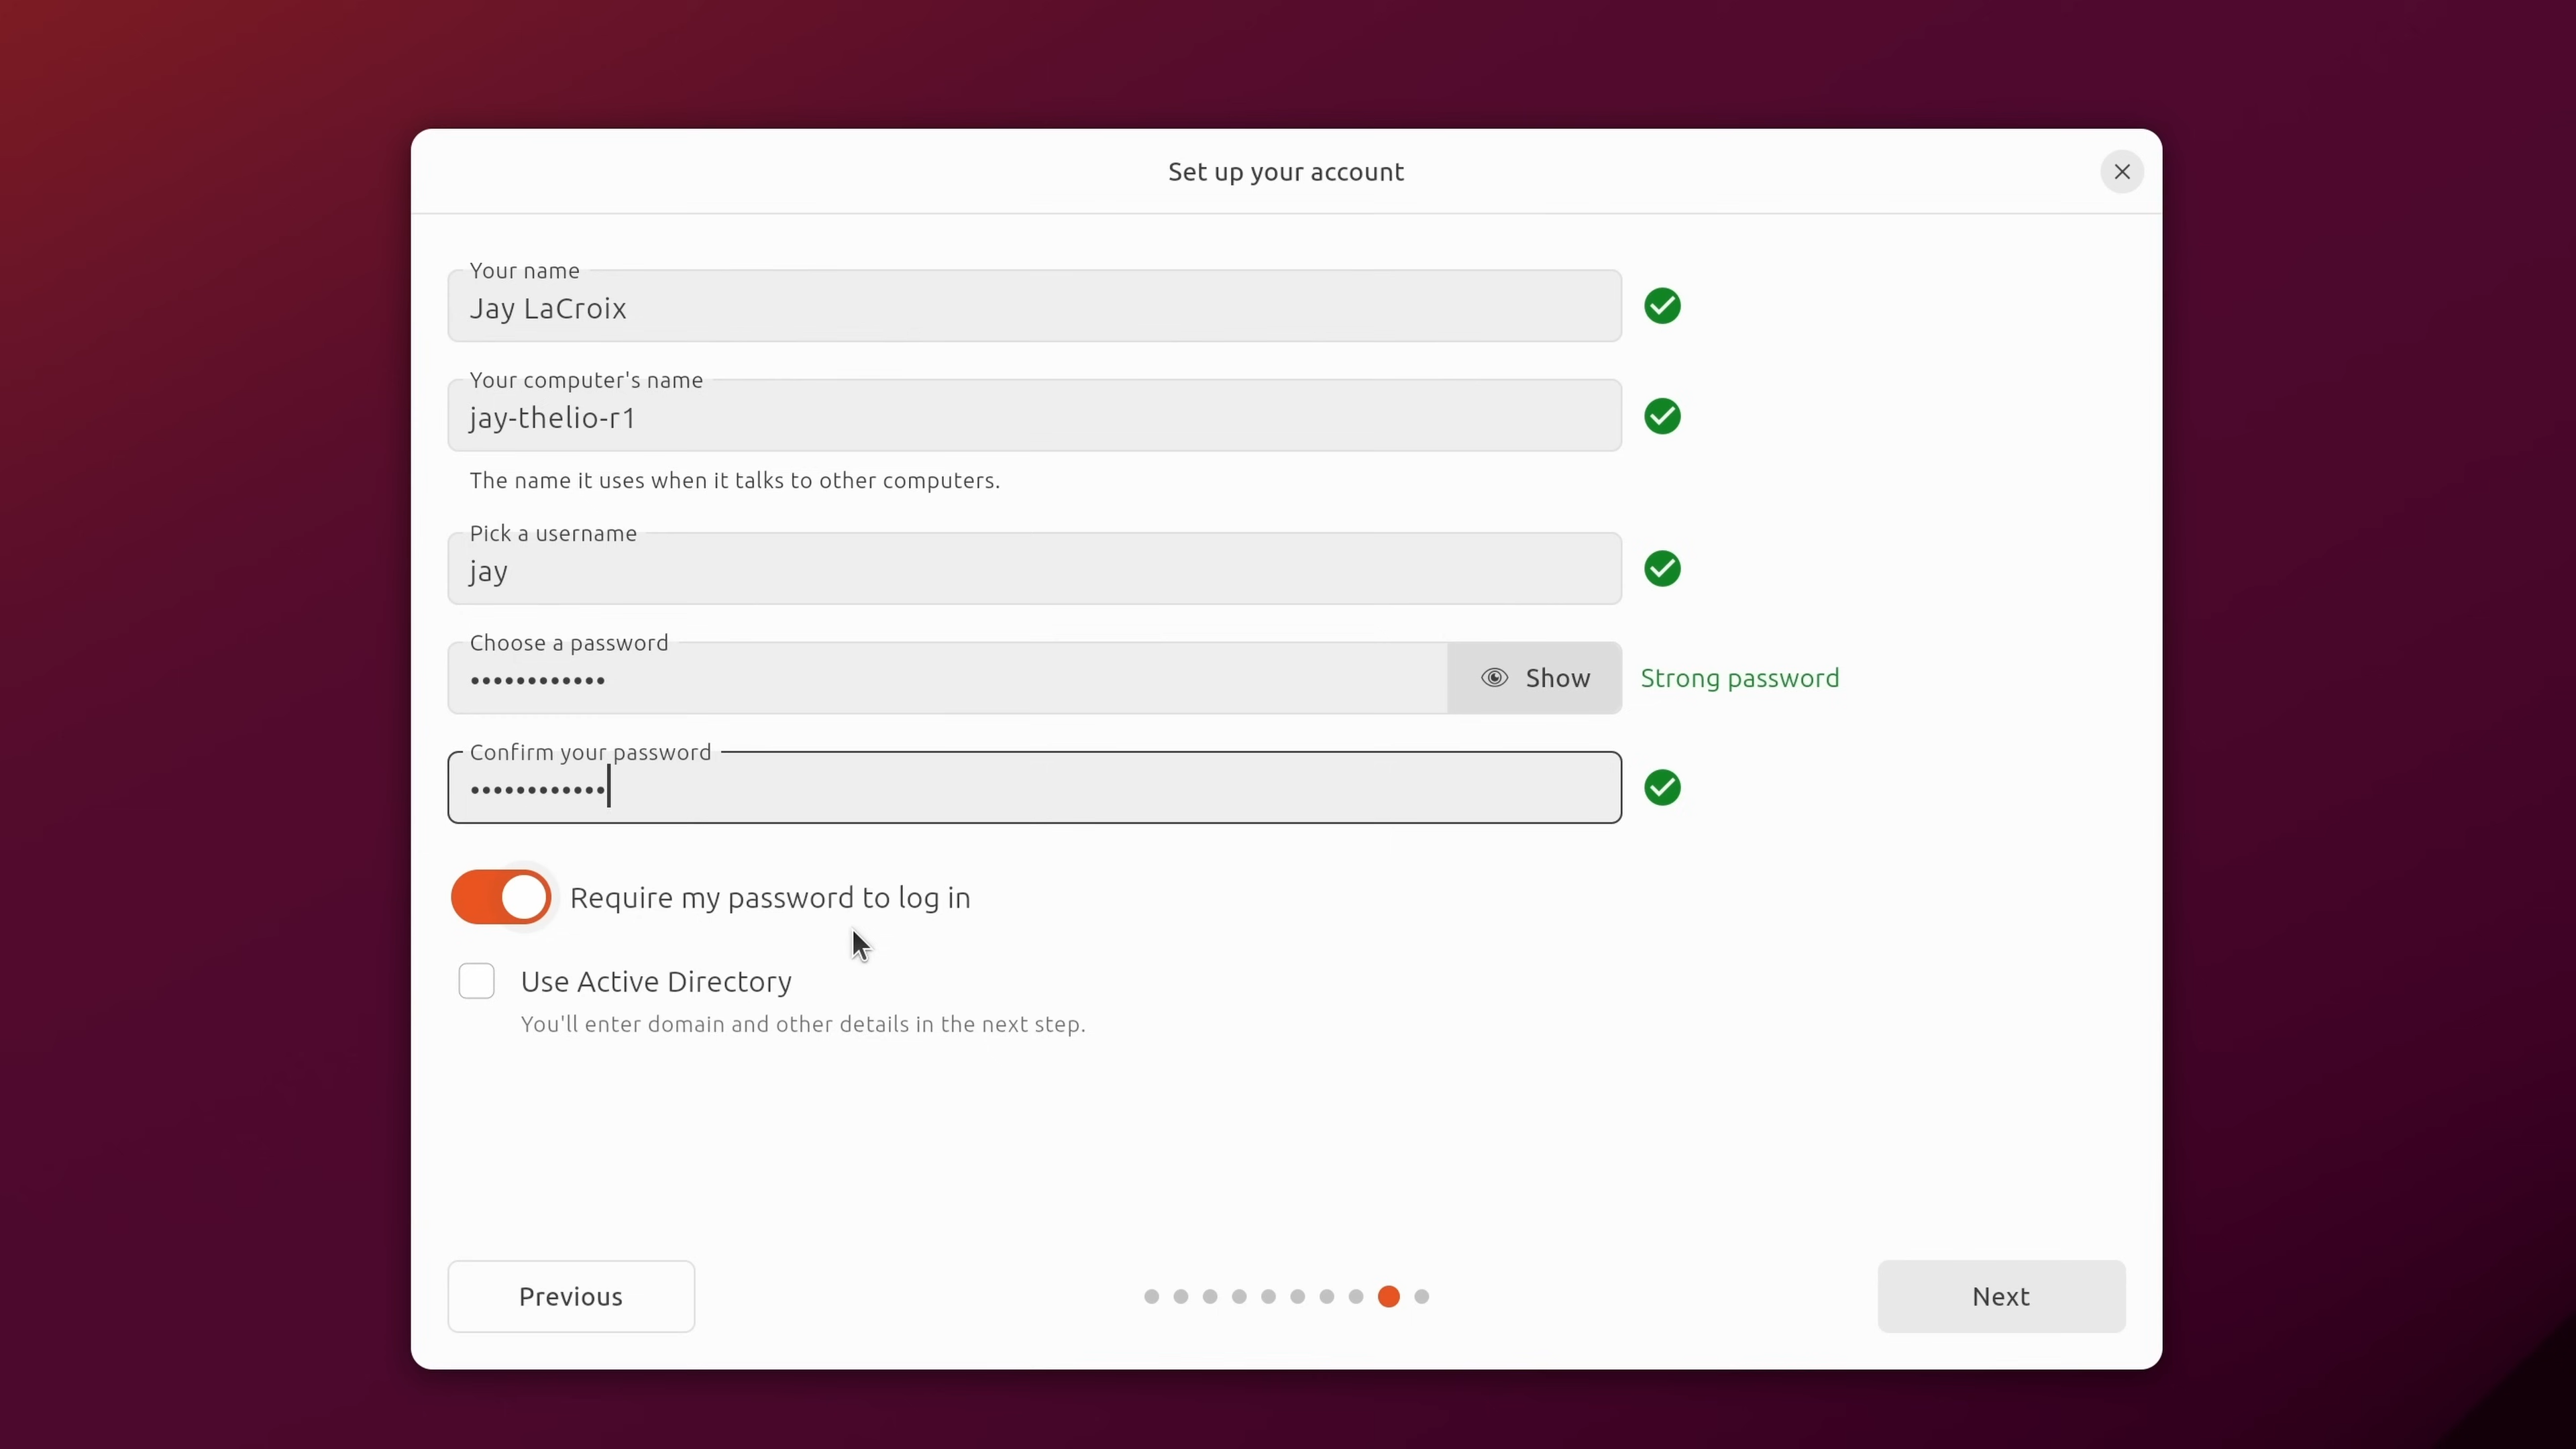 Set up your account
Your name
Jay LaCroix
Your computer's name
jay-thelio-r1
The name it uses when it talks to other computers.
Pick a username
jay
Choose a password
••••••••••••
Show
Strong password
Confirm your password
••••••••••••
Require my password to log in
Use Active Directory
You'll enter domain and other details in the next step.
Previous
Next